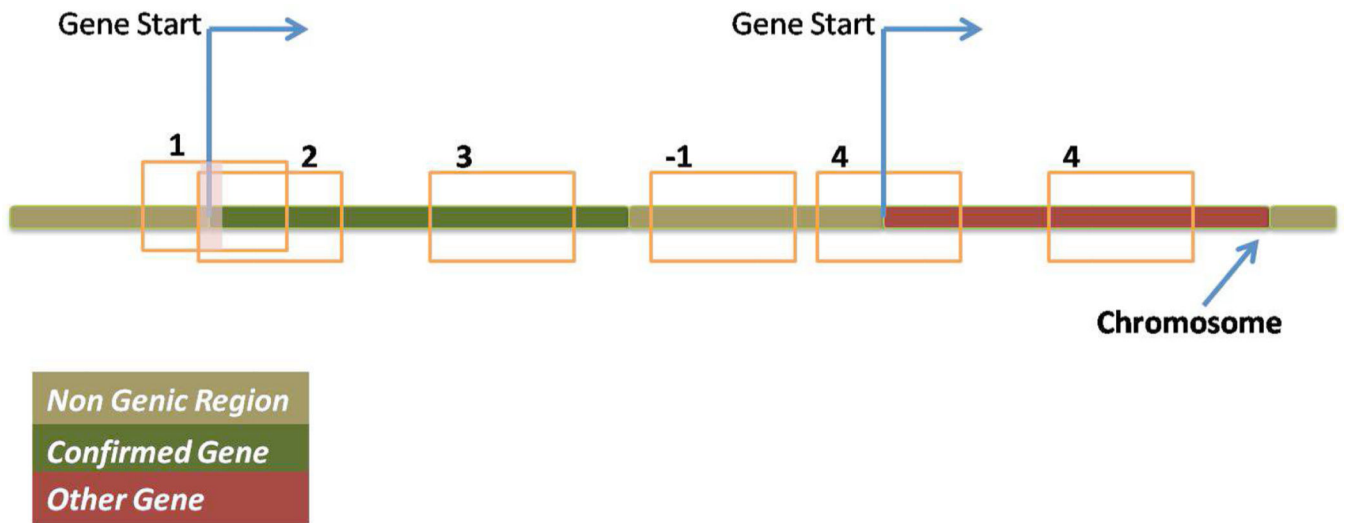 Gene Start
Gene Start
1
2
3
-1
4
4
Chromosome
Non Genic Region
Confirmed Gene
Other Gene